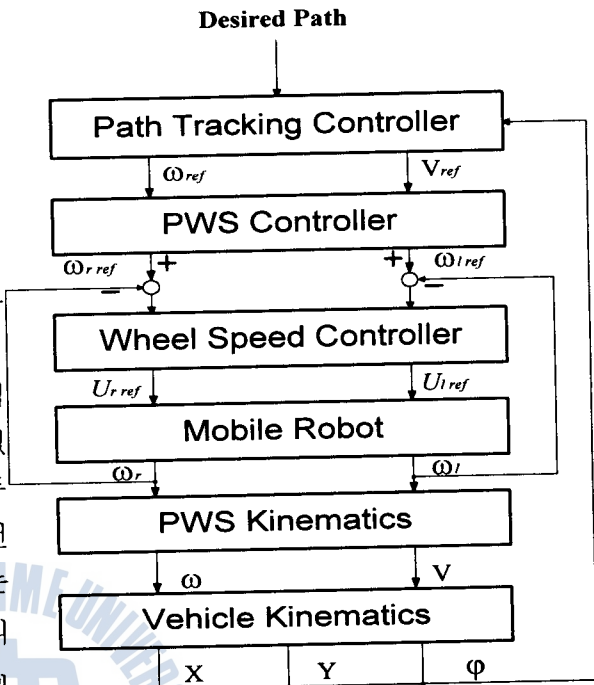 Desired Path
Path Tracking Controller
ωref Vref
PWS Controller
ωr ref + + ωl ref
− −
Wheel Speed Controller
Ur ref Ul ref
Mobile Robot
ωr ωl
PWS Kinematics
ω V
Vehicle Kinematics
X Y φ